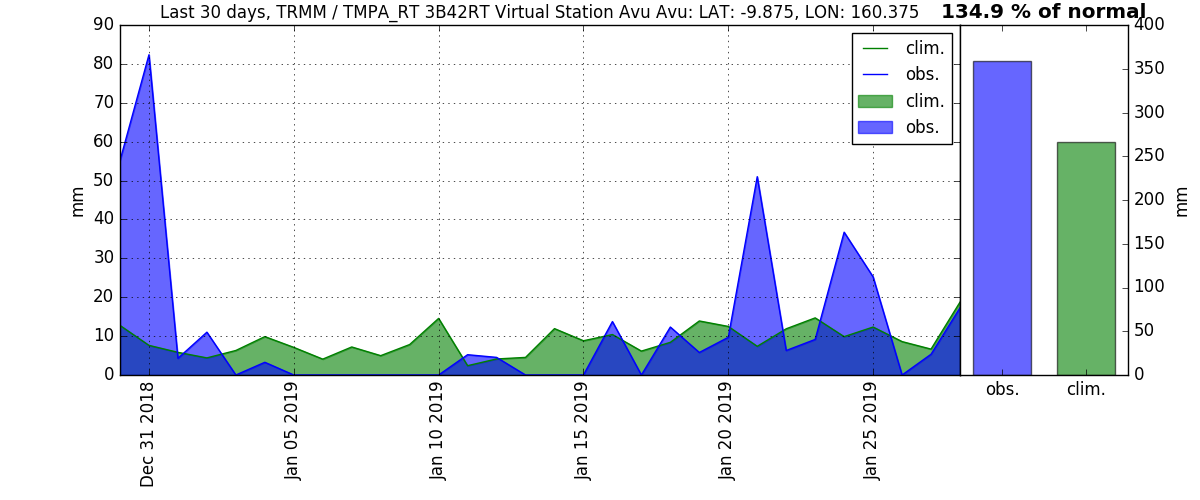 Last 30 days, TRMM / TMPA_RT 3B42RT Virtual Station Avu Avu: LAT: -9.875, LON: 160.375
134.9 % of normal
90
80
70
60
50
40
30
20
10
0
mm
clim.
obs.
clim.
obs.
400
350
300
250
200
150
100
50
0
mm
Dec 31 2018
Jan 05 2019
Jan 10 2019
Jan 15 2019
Jan 20 2019
Jan 25 2019
obs.
clim.